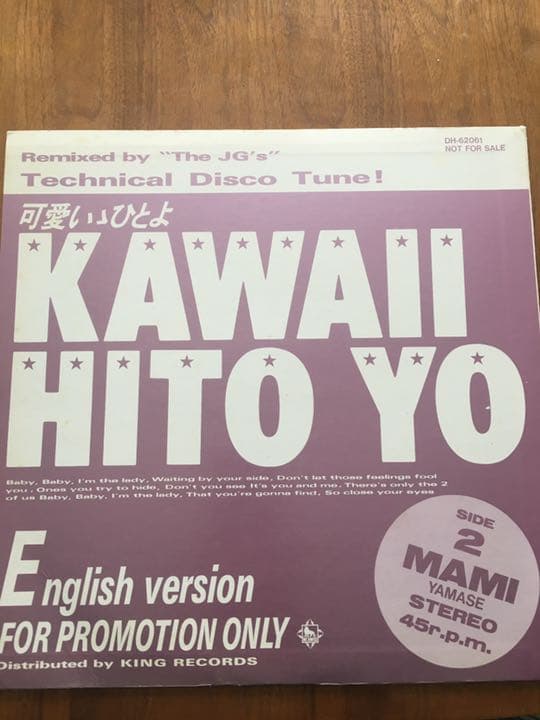 DH-62061
NOT FOR SALE
Remixed by "The JG's"
Technical Disco Tune!
可愛いひとよ
KAWAII
HITO YO
Baby, Baby, I'm the lady, Waiting by your side, Don't let those feelings fool
you. Ones you try to hide, Don't you see It's you and me. There's only the 2
of us Baby, Baby, I'm the lady, That you're gonna find, So close your eyes
SIDE
2
MAMI
YAMASE
STEREO
45r.p.m.
English version
FOR PROMOTION ONLY
Distributed by KING RECORDS